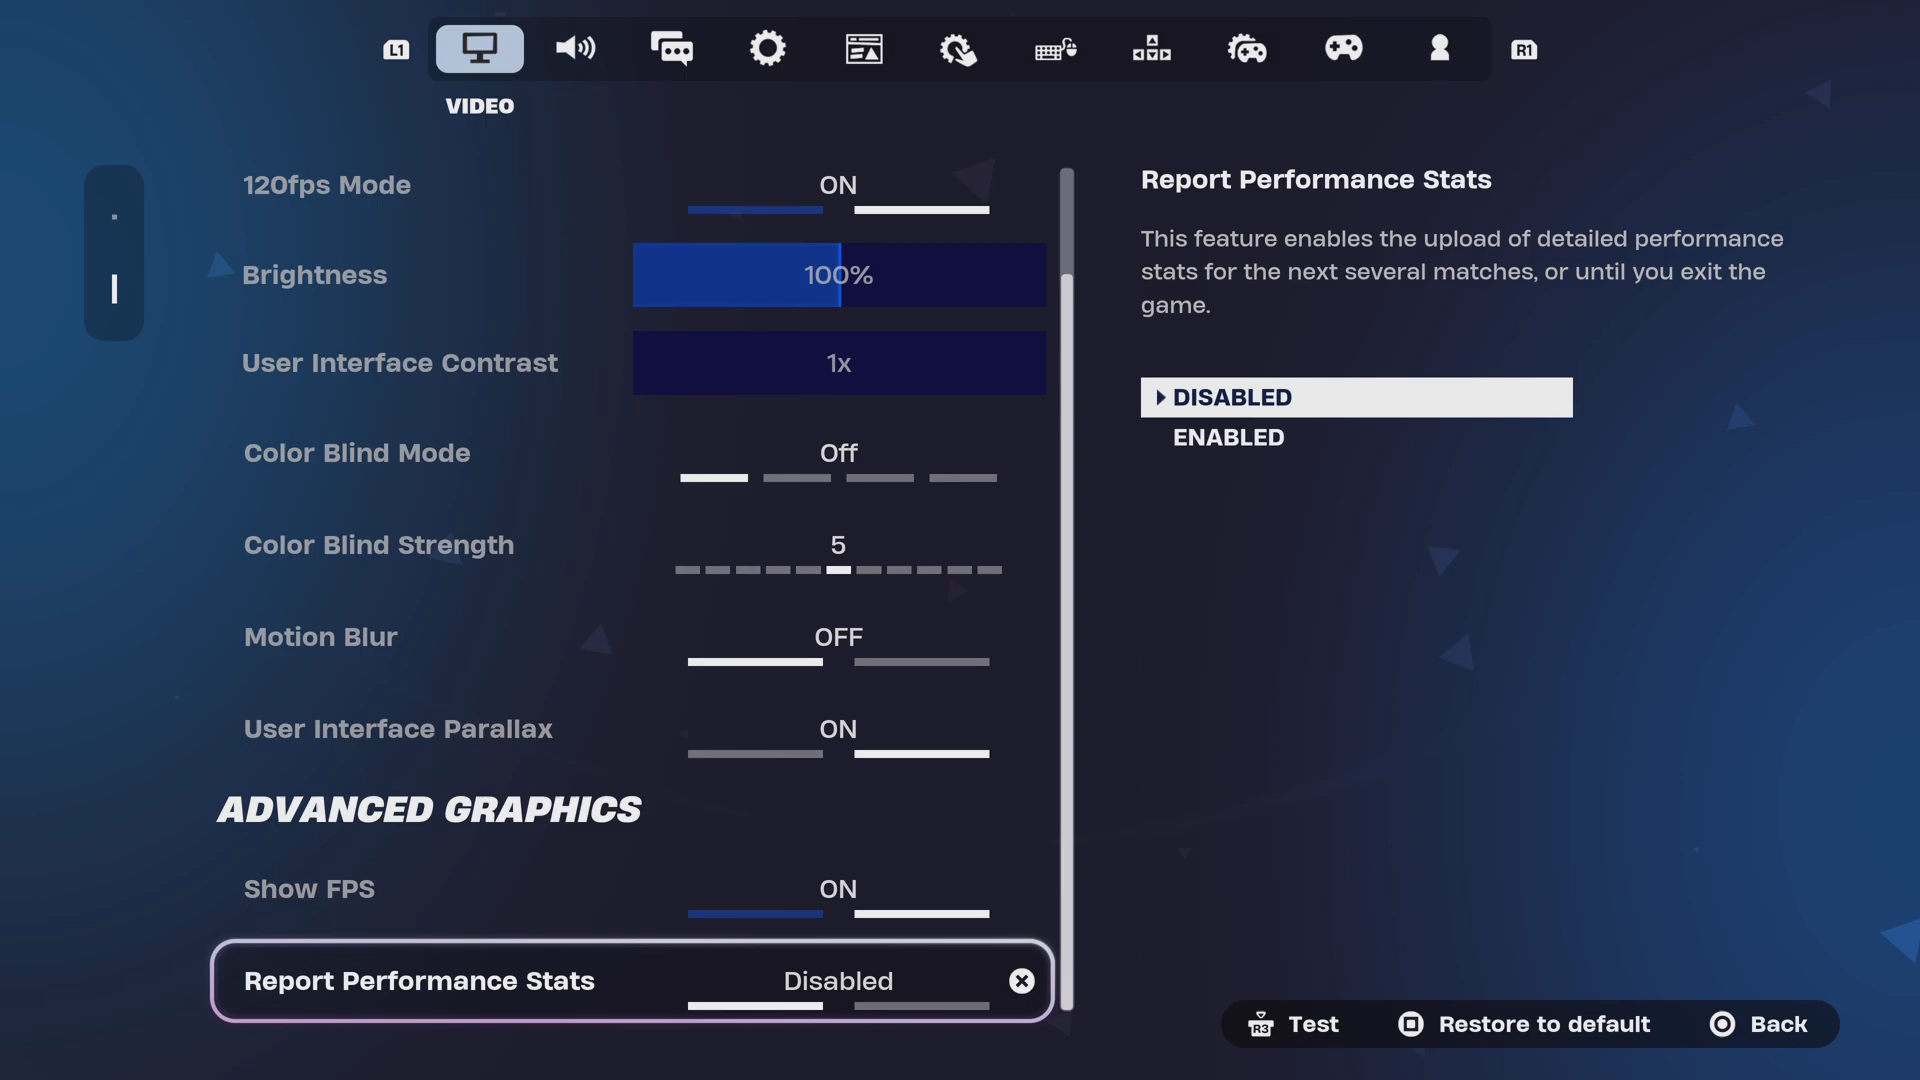 L1
R1
VIDEO
120fps Mode
ON
Brightness
100%
User Interface Contrast
1x
Color Blind Mode
Off
Color Blind Strength
5
Motion Blur
OFF
User Interface Parallax
ON
ADVANCED GRAPHICS
Show FPS
ON
Report Performance Stats
Disabled
Report Performance Stats
This feature enables the upload of detailed performance
stats for the next several matches, or until you exit the
game.
DISABLED
ENABLED
R3 Test
Restore to default
Back